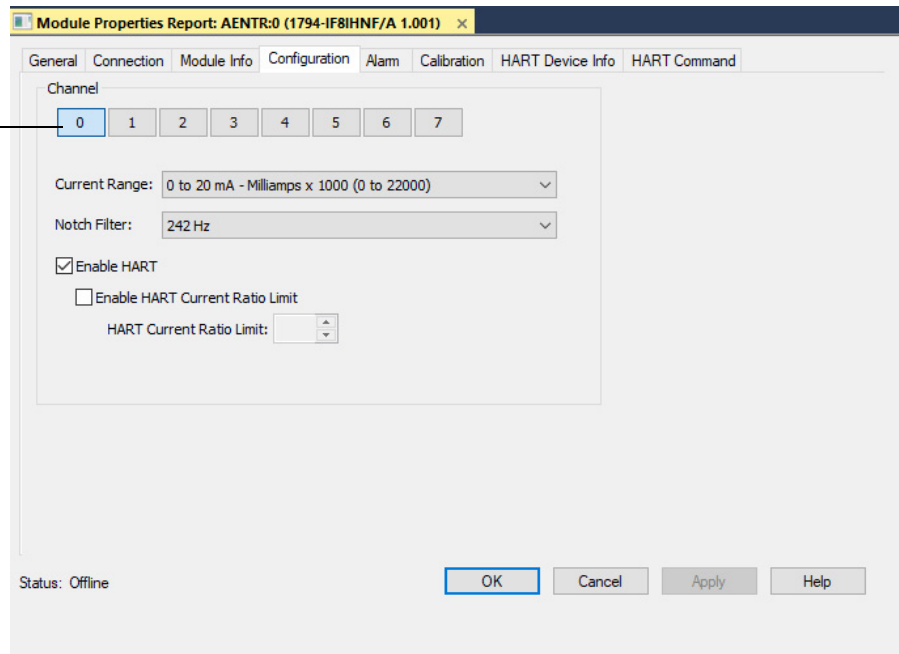 Module Properties Report: AENTR:0 (1794-IF8IHNF/A 1.001) ×
General Connection Module Info Configuration Alarm Calibration HART Device Info HART Command
Channel
0 1 2 3 4 5 6 7
Current Range: 0 to 20 mA - Milliamps x 1000 (0 to 22000)
Notch Filter: 242 Hz
Enable HART
Enable HART Current Ratio Limit
HART Current Ratio Limit:
Status: Offline OK Cancel Apply Help